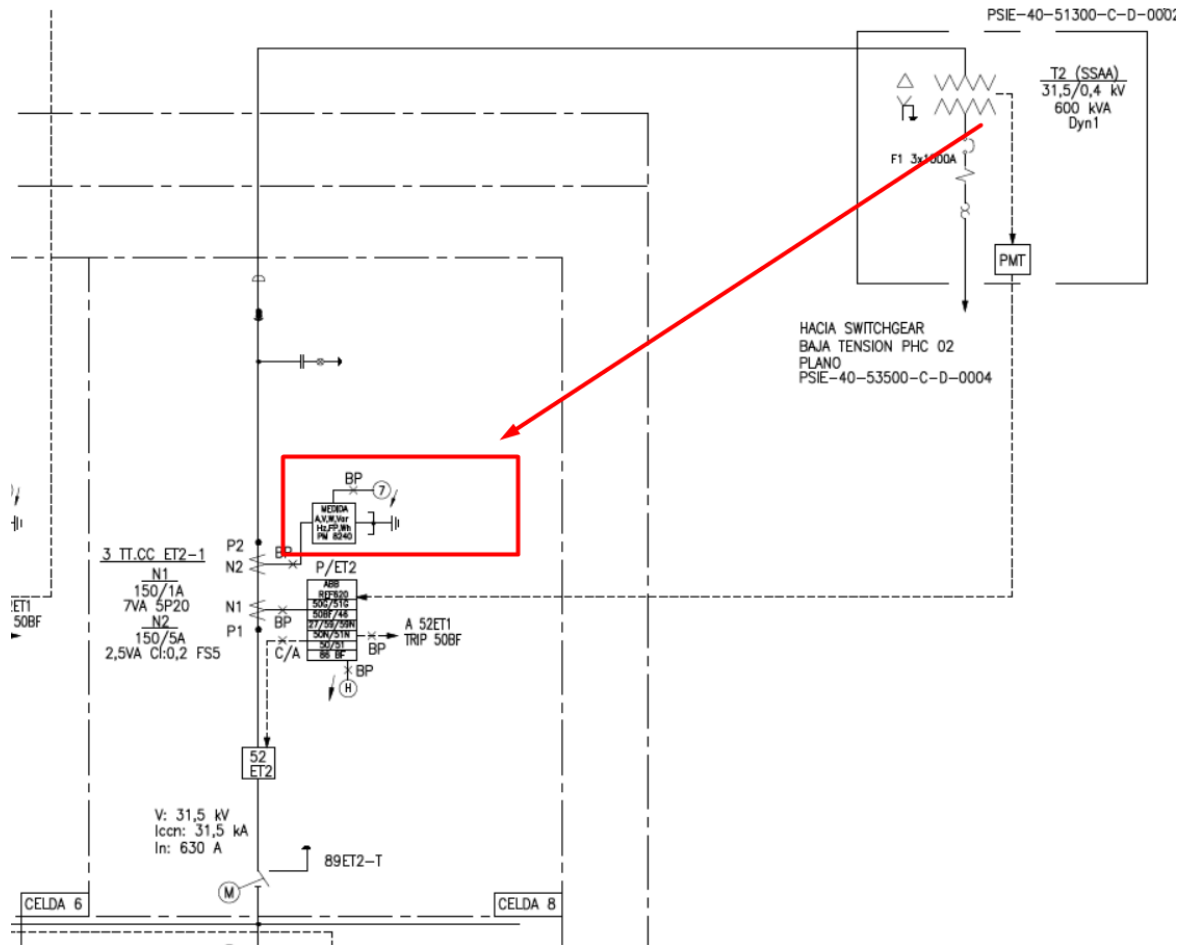 PSIE-40-51300-C-D-0002
T2 (SSAA)
31,5/0,4 kV
600 kVA
Dyn1
F1 3x1000A
PMT
HACIA SWITCHGEAR
BAJA TENSION PHC 02
PLANO
PSIE-40-53500-C-D-0004
BP
7
MEDIDA
A,V,W,Var
Hz,FP,Wh
PM 8240
3 TT.CC ET2-1
N1
150/1A
7VA 5P20
N2
150/5A
2,5VA Cl:0,2 FS5
P2
N2
BP
N1
BP
P1
P/ET2
ABB
REF620
50G/51G
50BF/46
27/59/59N
50N/51N
50/51
86 BF
C/A
BP
A 52ET1
TRIP 50BF
BP
H
ET1
50BF
52
ET2
V: 31,5 kV
Iccn: 31,5 kA
In: 630 A
89ET2-T
M
CELDA 6
CELDA 8